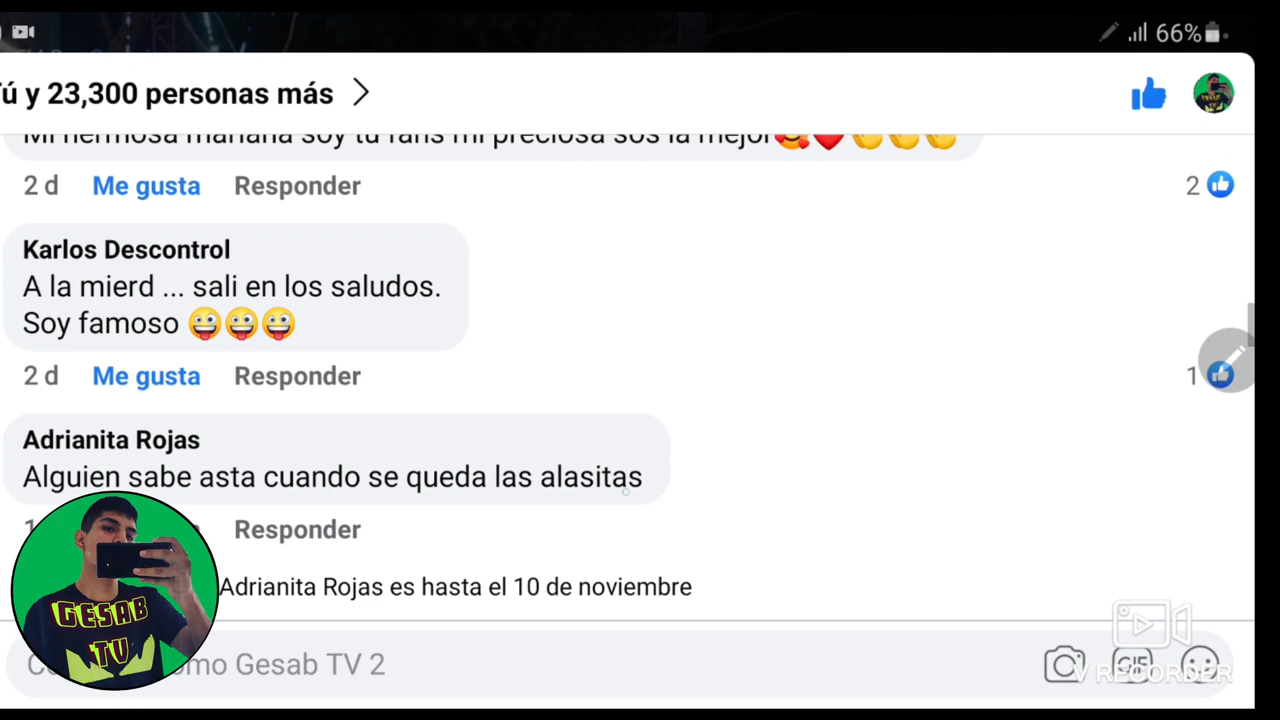 66%
ú y 23,300 personas más
Mi hermosa mariana soy tu fans mi preciosa sos la mejor🥰❤️👏👏👏
2 d Me gusta Responder 2
Karlos Descontrol
A la mierd ... sali en los saludos.
Soy famoso 🤪🤪🤪
2 d Me gusta Responder 1
Adrianita Rojas
Alguien sabe asta cuando se queda las alasitas
Responder
Adrianita Rojas es hasta el 10 de noviembre
GESAB
TV
omo Gesab TV 2
GIF
V RECORDER